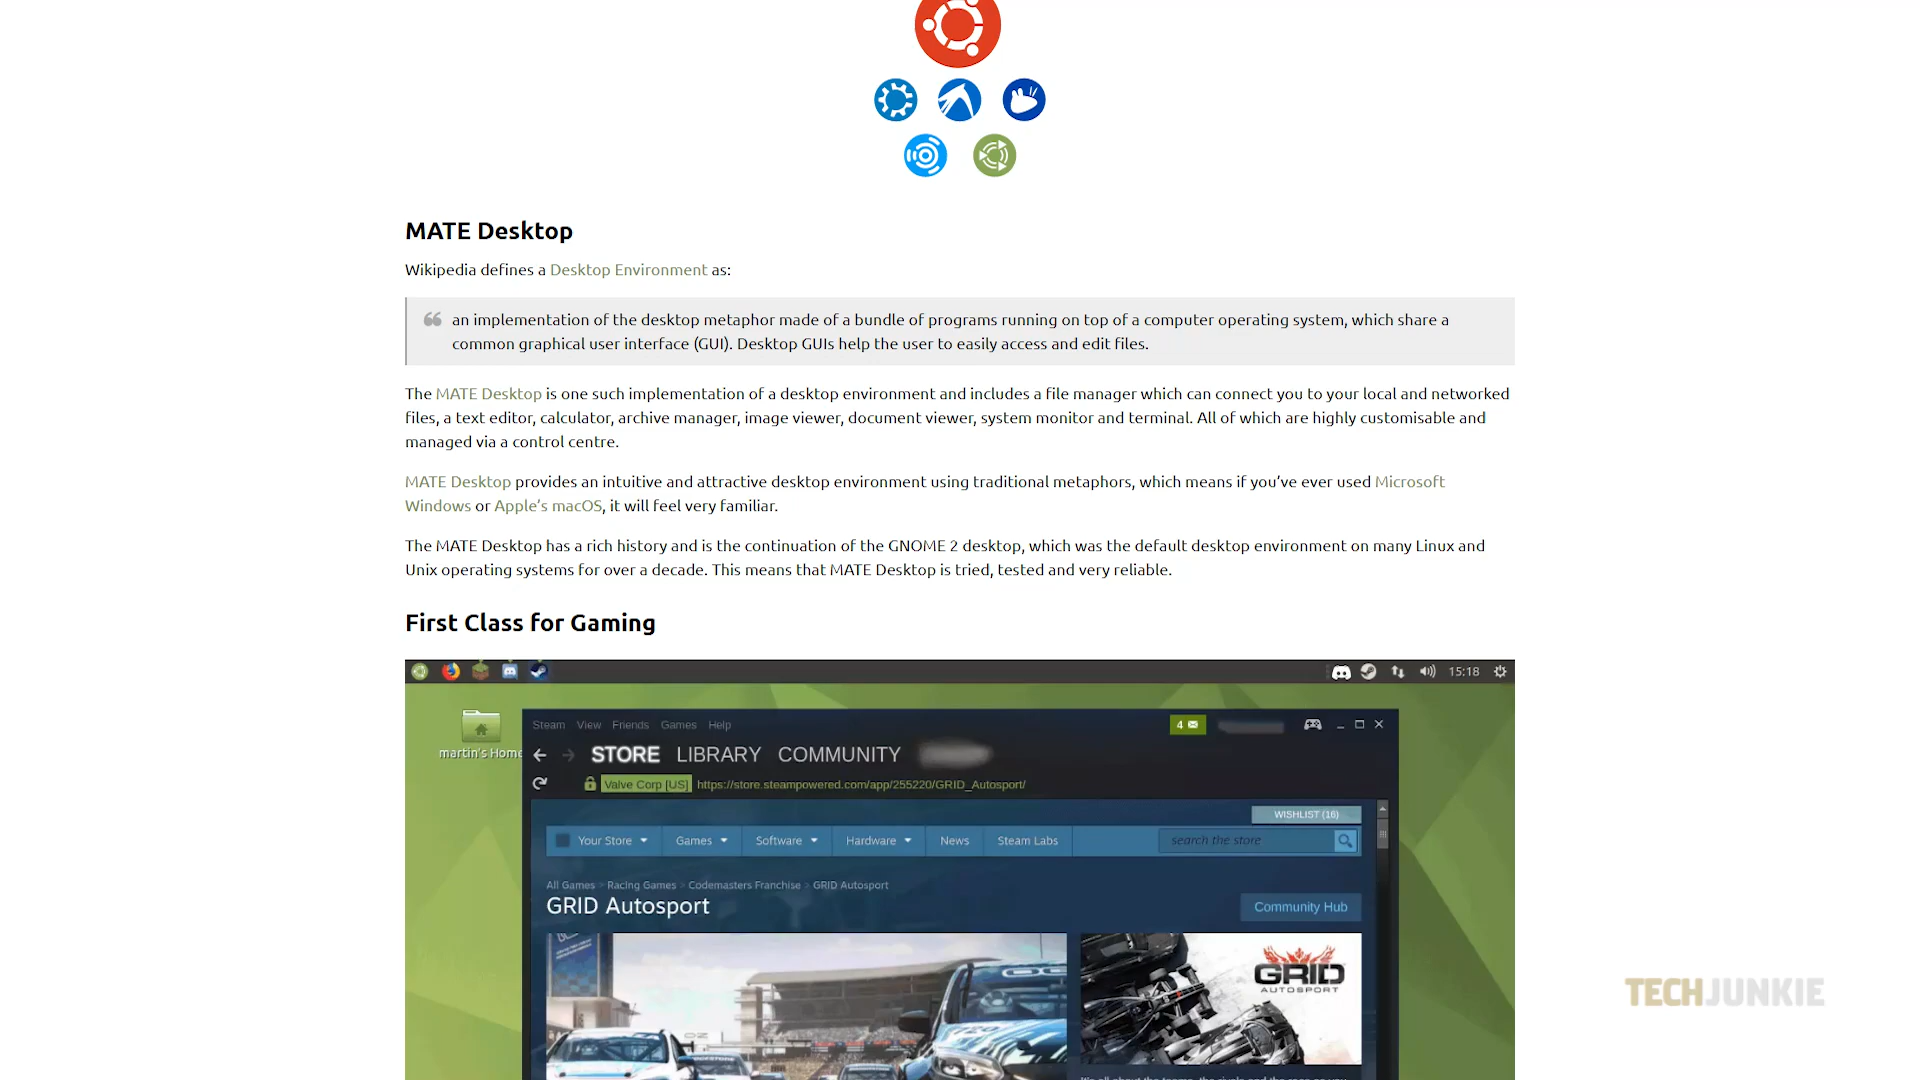 MATE Desktop
Wikipedia defines a Desktop Environment as:
an implementation of the desktop metaphor made of a bundle of programs running on top of a computer operating system, which share a
common graphical user interface (GUI). Desktop GUIs help the user to easily access and edit files.
The MATE Desktop is one such implementation of a desktop environment and includes a file manager which can connect you to your local and networked
files, a text editor, calculator, archive manager, image viewer, document viewer, system monitor and terminal. All of which are highly customisable and
managed via a control centre.
MATE Desktop provides an intuitive and attractive desktop environment using traditional metaphors, which means if you’ve ever used Microsoft
Windows or Apple’s macOS, it will feel very familiar.
The MATE Desktop has a rich history and is the continuation of the GNOME 2 desktop, which was the default desktop environment on many Linux and
Unix operating systems for over a decade. This means that MATE Desktop is tried, tested and very reliable.
First Class for Gaming
15:18
Steam View Friends Games Help
4
martin's Home
STORE LIBRARY COMMUNITY
Valve Corp [US] https://store.steampowered.com/app/255220/GRID_Autosport/
WISHLIST (16)
Your Store Games Software Hardware News Steam Labs search the store
All Games > Racing Games > Codemasters Franchise > GRID Autosport
GRID Autosport
Community Hub
GRID
AUTOSPORT
TECHJUNKIE